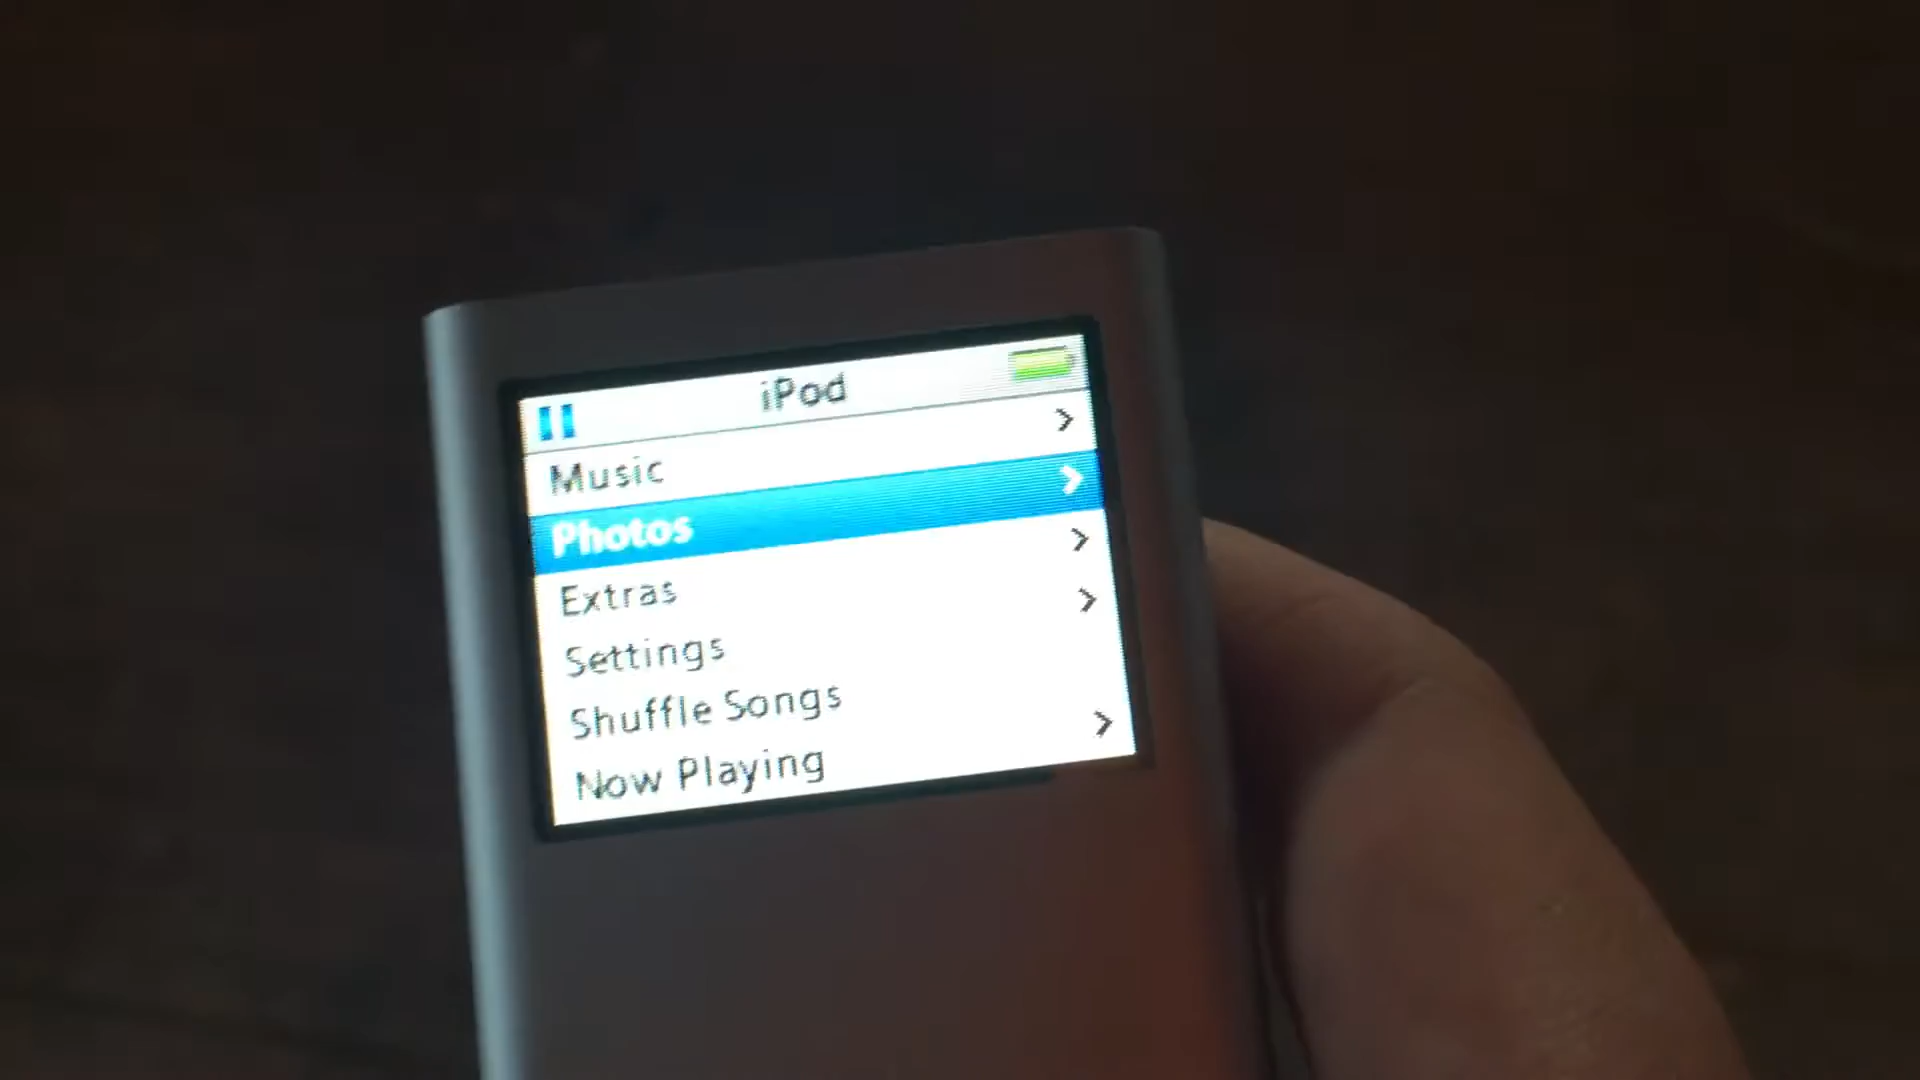 iPod
Music
Photos
Extras
Settings
Shuffle Songs
Now Playing